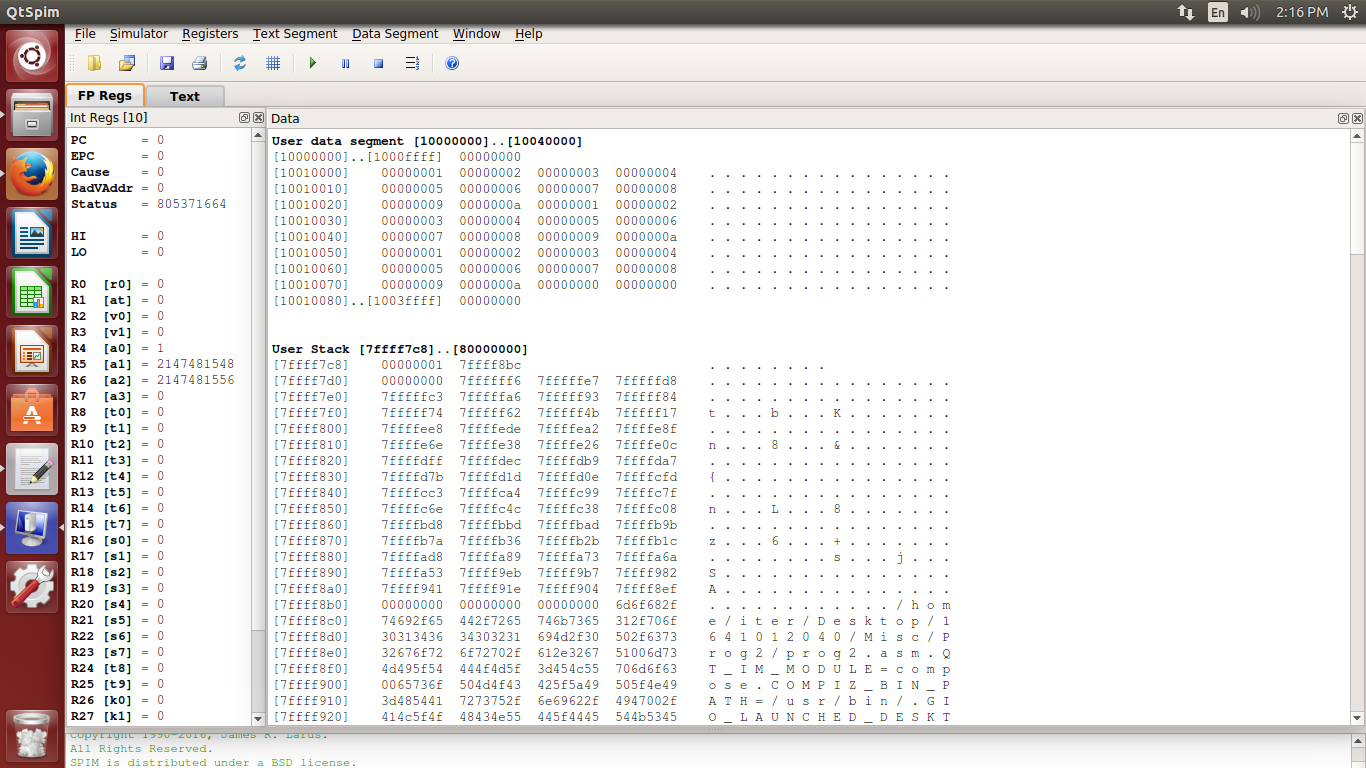 QtSpim
En
2:16 PM
File Simulator Registers Text Segment Data Segment Window Help
FP Regs
Text
Int Regs [10]
PC = 0
EPC = 0
Cause = 0
BadVAddr = 0
Status = 805371664
HI = 0
LO = 0
R0 [r0] = 0
R1 [at] = 0
R2 [v0] = 0
R3 [v1] = 0
R4 [a0] = 1
R5 [a1] = 2147481548
R6 [a2] = 2147481556
R7 [a3] = 0
R8 [t0] = 0
R9 [t1] = 0
R10 [t2] = 0
R11 [t3] = 0
R12 [t4] = 0
R13 [t5] = 0
R14 [t6] = 0
R15 [t7] = 0
R16 [s0] = 0
R17 [s1] = 0
R18 [s2] = 0
R19 [s3] = 0
R20 [s4] = 0
R21 [s5] = 0
R22 [s6] = 0
R23 [s7] = 0
R24 [t8] = 0
R25 [t9] = 0
R26 [k0] = 0
R27 [k1] = 0
Data
User data segment [10000000]..[10040000]
[10000000]..[1000ffff] 00000000
[10010000] 00000001 00000002 00000003 00000004 . . . . . . . . . . . . . . . .
[10010010] 00000005 00000006 00000007 00000008 . . . . . . . . . . . . . . . .
[10010020] 00000009 0000000a 00000001 00000002 . . . . . . . . . . . . . . . .
[10010030] 00000003 00000004 00000005 00000006 . . . . . . . . . . . . . . . .
[10010040] 00000007 00000008 00000009 0000000a . . . . . . . . . . . . . . . .
[10010050] 00000001 00000002 00000003 00000004 . . . . . . . . . . . . . . . .
[10010060] 00000005 00000006 00000007 00000008 . . . . . . . . . . . . . . . .
[10010070] 00000009 0000000a 00000000 00000000 . . . . . . . . . . . . . . . .
[10010080]..[1003ffff] 00000000
User Stack [7ffff7c8]..[80000000]
[7ffff7c8] 00000001 7ffff8bc . . . . . . . .
[7ffff7d0] 00000000 7ffffff6 7fffffe7 7fffffd8 . . . . . . . . . . . . . . . .
[7ffff7e0] 7fffffc3 7fffffa6 7fffff93 7fffff84 . . . . . . . . . . . . . . . .
[7ffff7f0] 7fffff74 7fffff62 7fffff4b 7fffff17 t . . . b . . . K . . . . . . .
[7ffff800] 7ffffee8 7ffffede 7ffffea2 7ffffe8f . . . . . . . . . . . . . . . .
[7ffff810] 7ffffe6e 7ffffe38 7ffffe26 7ffffe0c n . . . 8 . . . & . . . . . . .
[7ffff820] 7ffffdff 7ffffdec 7ffffdb9 7ffffda7 . . . . . . . . . . . . . . . .
[7ffff830] 7ffffd7b 7ffffd1d 7ffffd0e 7ffffcfd { . . . . . . . . . . . . . . .
[7ffff840] 7ffffcc3 7ffffca4 7ffffc99 7ffffc7f . . . . . . . . . . . . . . . .
[7ffff850] 7ffffc6e 7ffffc4c 7ffffc38 7ffffc08 n . . . L . . . 8 . . . . . . .
[7ffff860] 7ffffbd8 7ffffbbd 7ffffbad 7ffffb9b . . . . . . . . . . . . . . . .
[7ffff870] 7ffffb7a 7ffffb36 7ffffb2b 7ffffb1c z . . . 6 . . . + . . . . . . .
[7ffff880] 7ffffad8 7ffffa89 7ffffa73 7ffffa6a . . . . . . . . s . . . j . . .
[7ffff890] 7ffffa53 7ffff9eb 7ffff9b7 7ffff982 S . . . . . . . . . . . . . . .
[7ffff8a0] 7ffff941 7ffff91e 7ffff904 7ffff8ef A . . . . . . . . . . . . . . .
[7ffff8b0] 00000000 00000000 00000000 6d6f682f . . . . . . . . . . . . / h o m
[7ffff8c0] 74692f65 442f7265 746b7365 312f706f e / i t e r / D e s k t o p / 1
[7ffff8d0] 30313436 34303231 694d2f30 502f6373 6 4 1 0 1 2 0 4 0 / M i s c / P
[7ffff8e0] 32676f72 6f72702f 612e3267 51006d73 r o g 2 / p r o g 2 . a s m . Q
[7ffff8f0] 4d495f54 444f4d5f 3d454c55 706d6f63 T _ I M _ M O D U L E = c o m p
[7ffff900] 0065736f 504d4f43 425f5a49 505f4e49 o s e . C O M P I Z _ B I N _ P
[7ffff910] 3d485441 7273752f 6e69622f 4947002f A T H = / u s r / b i n / . G I
[7ffff920] 414c5f4f 48434e55 445f4445 544b5345 O _ L A U N C H E D _ D E S K T
Copyright 1990-2016, James R. Larus.
All Rights Reserved.
SPIM is distributed under a BSD license.